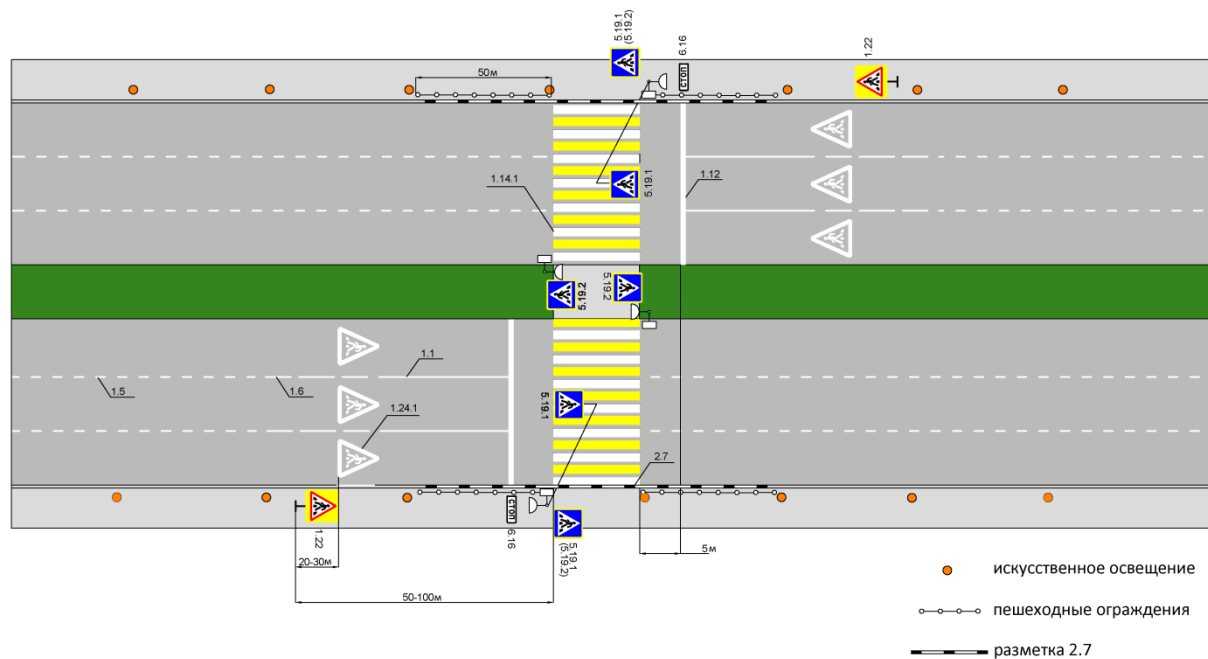 5.19.1
(5.19.2)
6.16
1.22
стоп
50м
1.14.1
5.19.1
1.12
5.19.2
5.19.2
1.1
1.5
1.6
1.24.1
5.19.1
2.7
1.22
стоп
6.16
5.19.1
(5.19.2)
20-30м
5м
50-100м
искусственное освещение
пешеходные ограждения
разметка 2.7